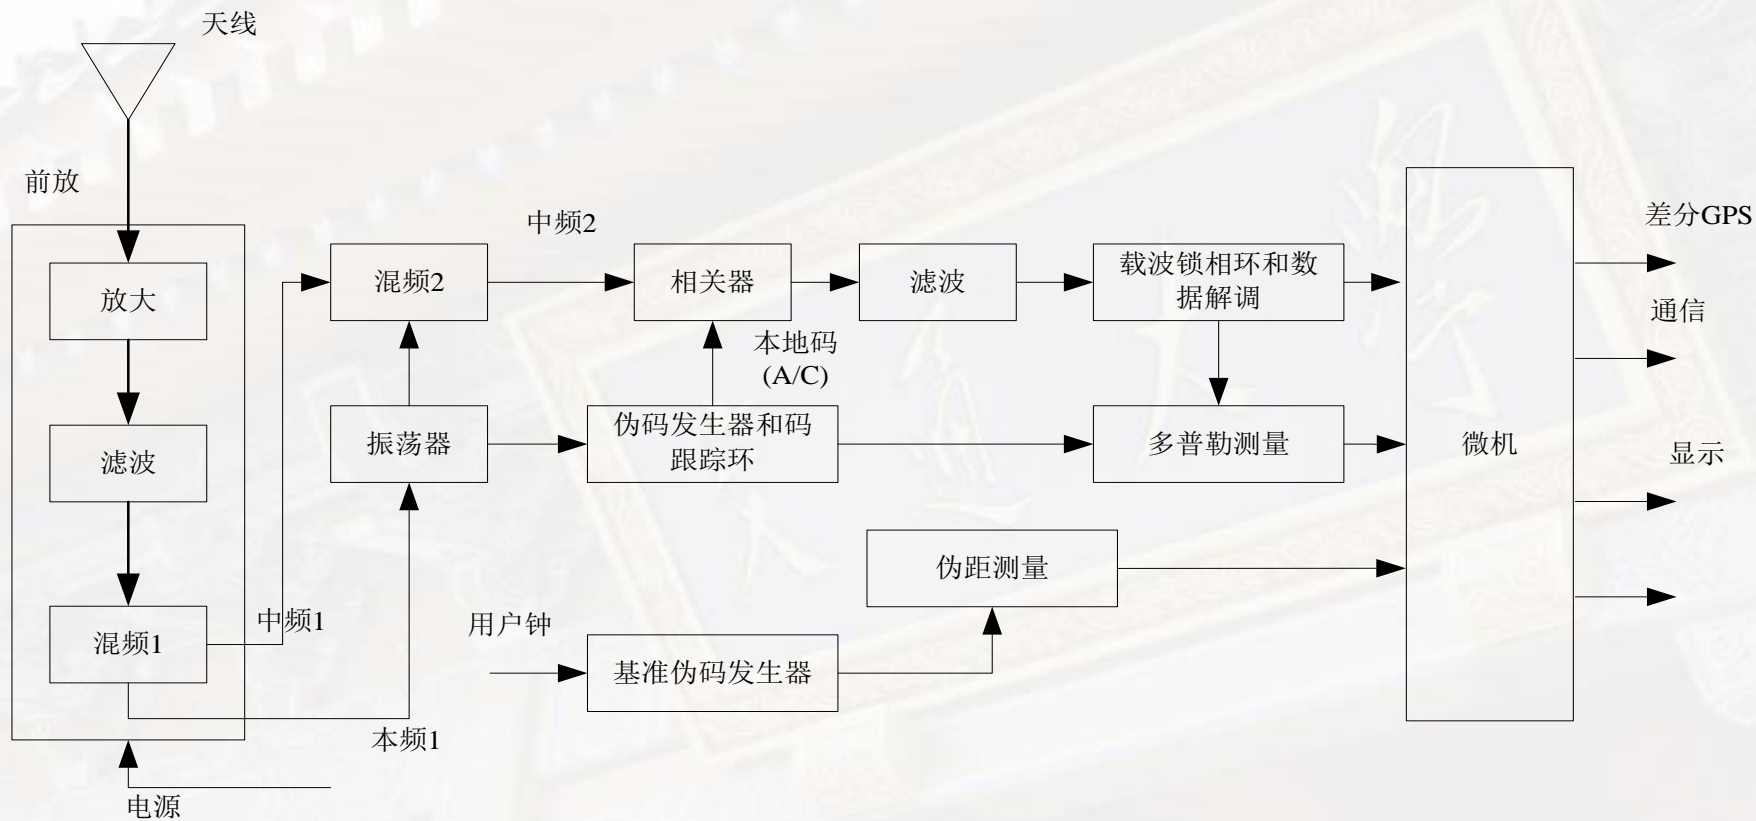 天线
前放
差分GPS
中频2
混频2
相关器
滤波
载波锁相环和数
据解调
放大
通信
本地码
(A/C)
振荡器
伪码发生器和码
跟踪环
多普勒测量
微机
显示
滤波
伪距测量
中频1
用户钟
混频1
基准伪码发生器
本频1
电源